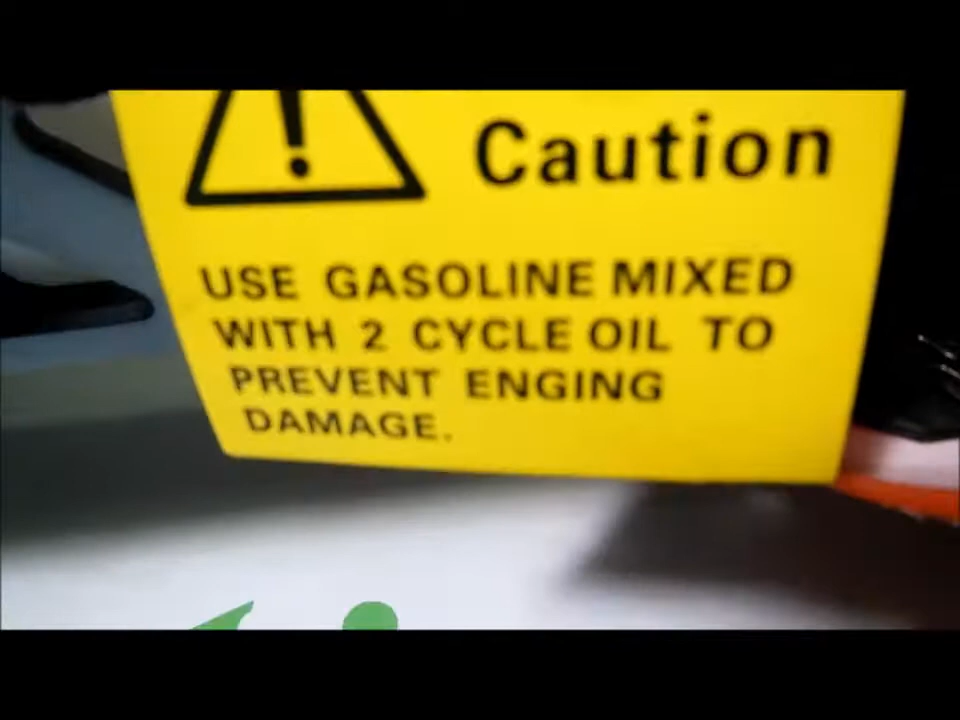 Caution
USE GASOLINE MIXED
WITH 2 CYCLE OIL TO
PREVENT ENGING
DAMAGE.